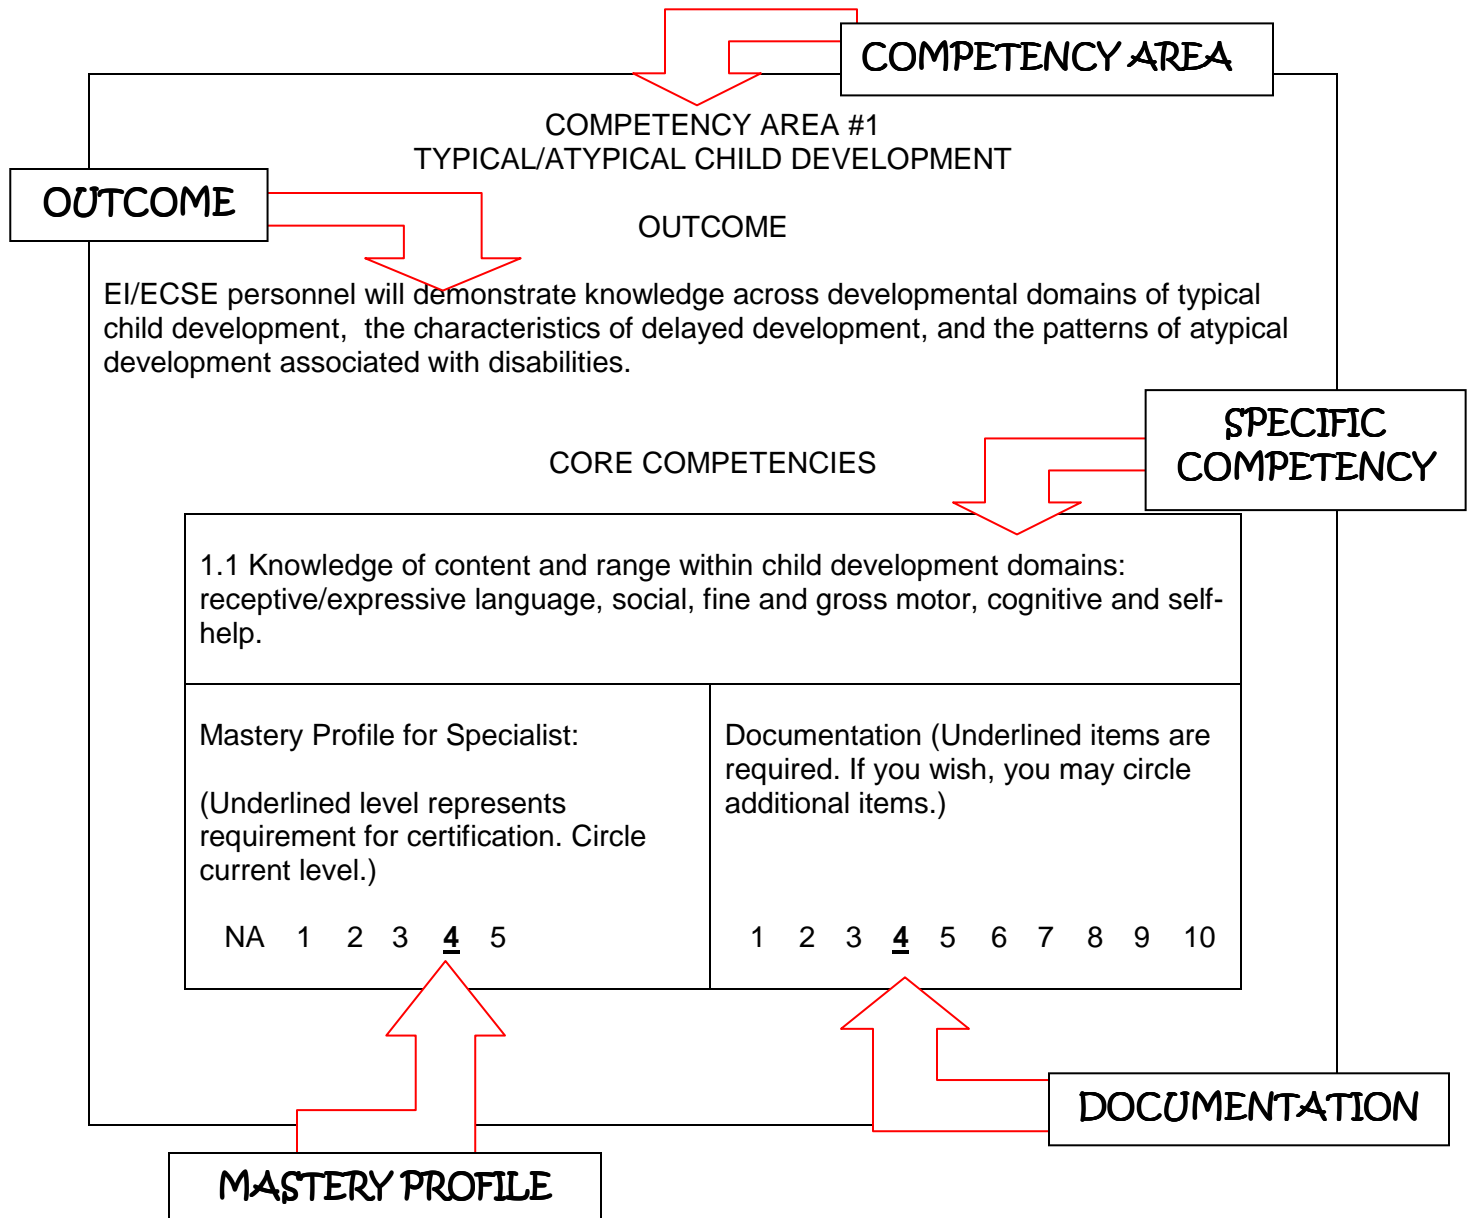 COMPETENCY AREA
COMPETENCY AREA #1
TYPICAL/ATYPICAL CHILD DEVELOPMENT
OUTCOME
OUTCOME
EI/ECSE personnel will demonstrate knowledge across developmental domains of typical
child development,  the characteristics of delayed development, and the patterns of atypical
development associated with disabilities.
SPECIFIC
COMPETENCY
CORE COMPETENCIES
1.1 Knowledge of content and range within child development domains:
receptive/expressive language, social, fine and gross motor, cognitive and self-
help.
Mastery Profile for Specialist:
(Underlined level represents
requirement for certification. Circle
current level.)
NA 1 2 3 4 5
Documentation (Underlined items are
required. If you wish, you may circle
additional items.)
1 2 3 4 5 6 7 8 9 10
DOCUMENTATION
MASTERY PROFILE